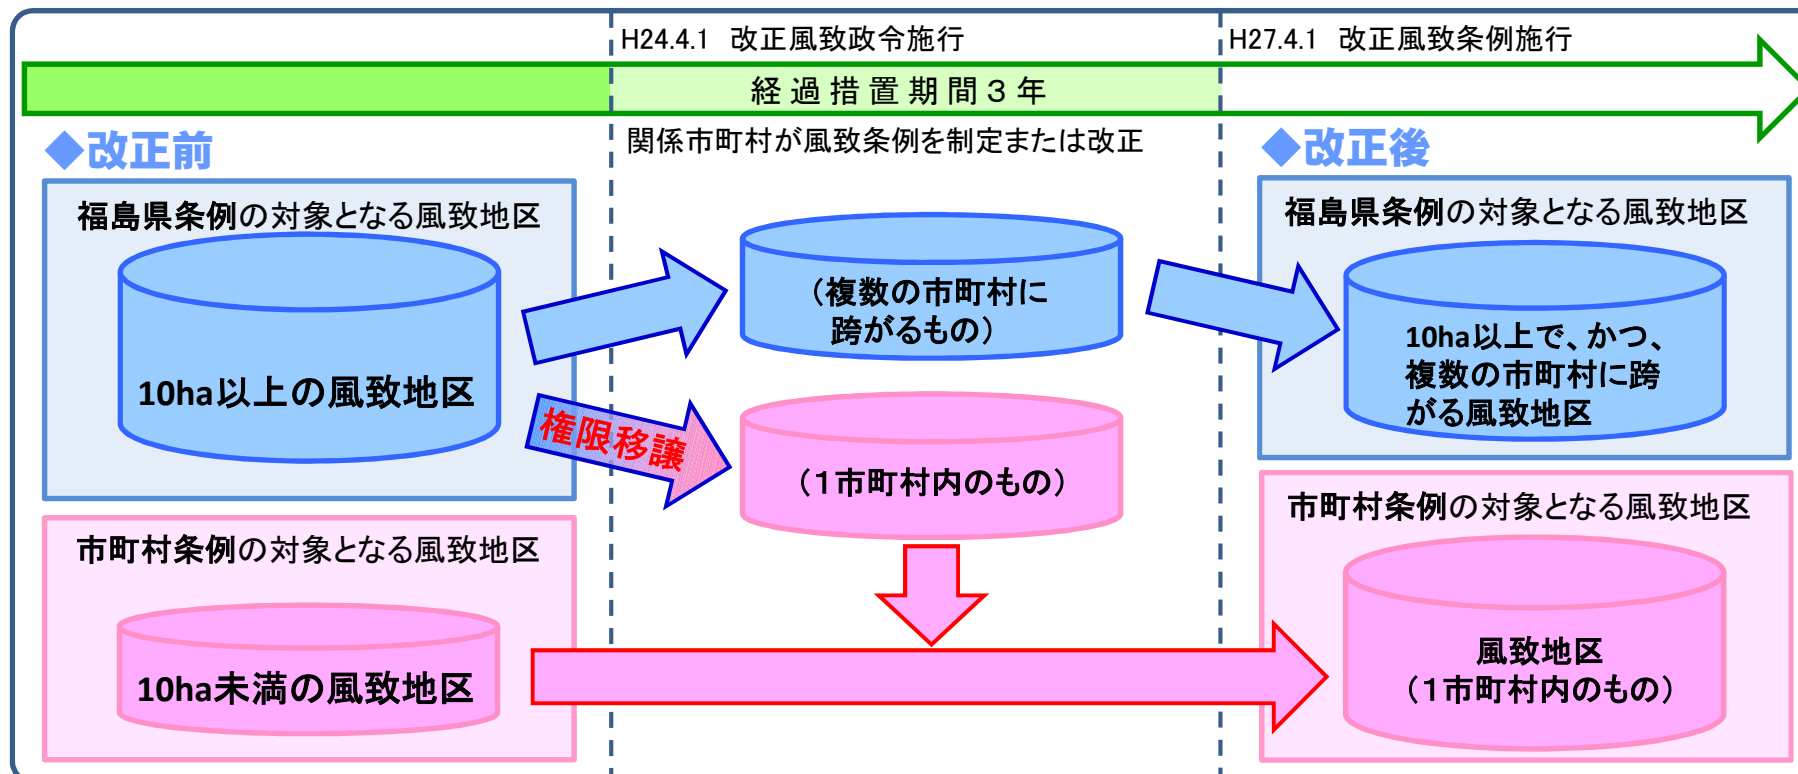 H24.4.1 改正風致政令施行
H27.4.1 改正風致条例施行
経過措置期間３年
◆改正前
関係市町村が風致条例を制定または改正
◆改正後
福島県条例の対象となる風致地区
10ha以上の風致地区
（複数の市町村に
跨がるもの）
権限移譲
（１市町村内のもの）
福島県条例の対象となる風致地区
10ha以上で、かつ、
複数の市町村に跨
がる風致地区
市町村条例の対象となる風致地区
10ha未満の風致地区
市町村条例の対象となる風致地区
風致地区
（１市町村内のもの）